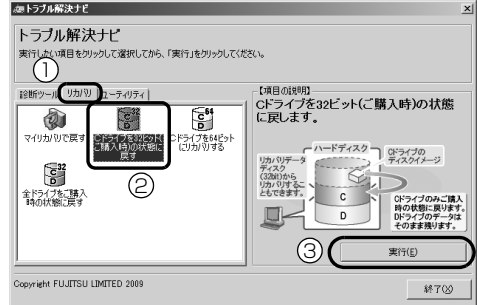 トラブル解決ナビ
トラブル解決ナビ
実行したい項目をクリックして選択してから、「実行」をクリックしてください。
①
診断ツール リカバリ ユーティリティ
マイリカバリで戻す
32
C
D
Cドライブを32ビット(ご購入時)の状態に戻す
64
C
D
Cドライブを64ビットにリカバリする
②
32
C
D
全ドライブをご購入時の状態に戻す
【項目の説明】
Cドライブを32ビット(ご購入時)の状態
に戻します。
ハードディスク
Cドライブの
ディスクイメージ
リカバリデータ
ディスク
(32bit)から
リカバリするこ
ともできます。
C
D
Cドライブのみご購入
時の状態に戻ります。
Dドライブのデータは
そのまま残ります。
③
実行(E)
Copyright FUJITSU LIMITED 2009
終了(X)